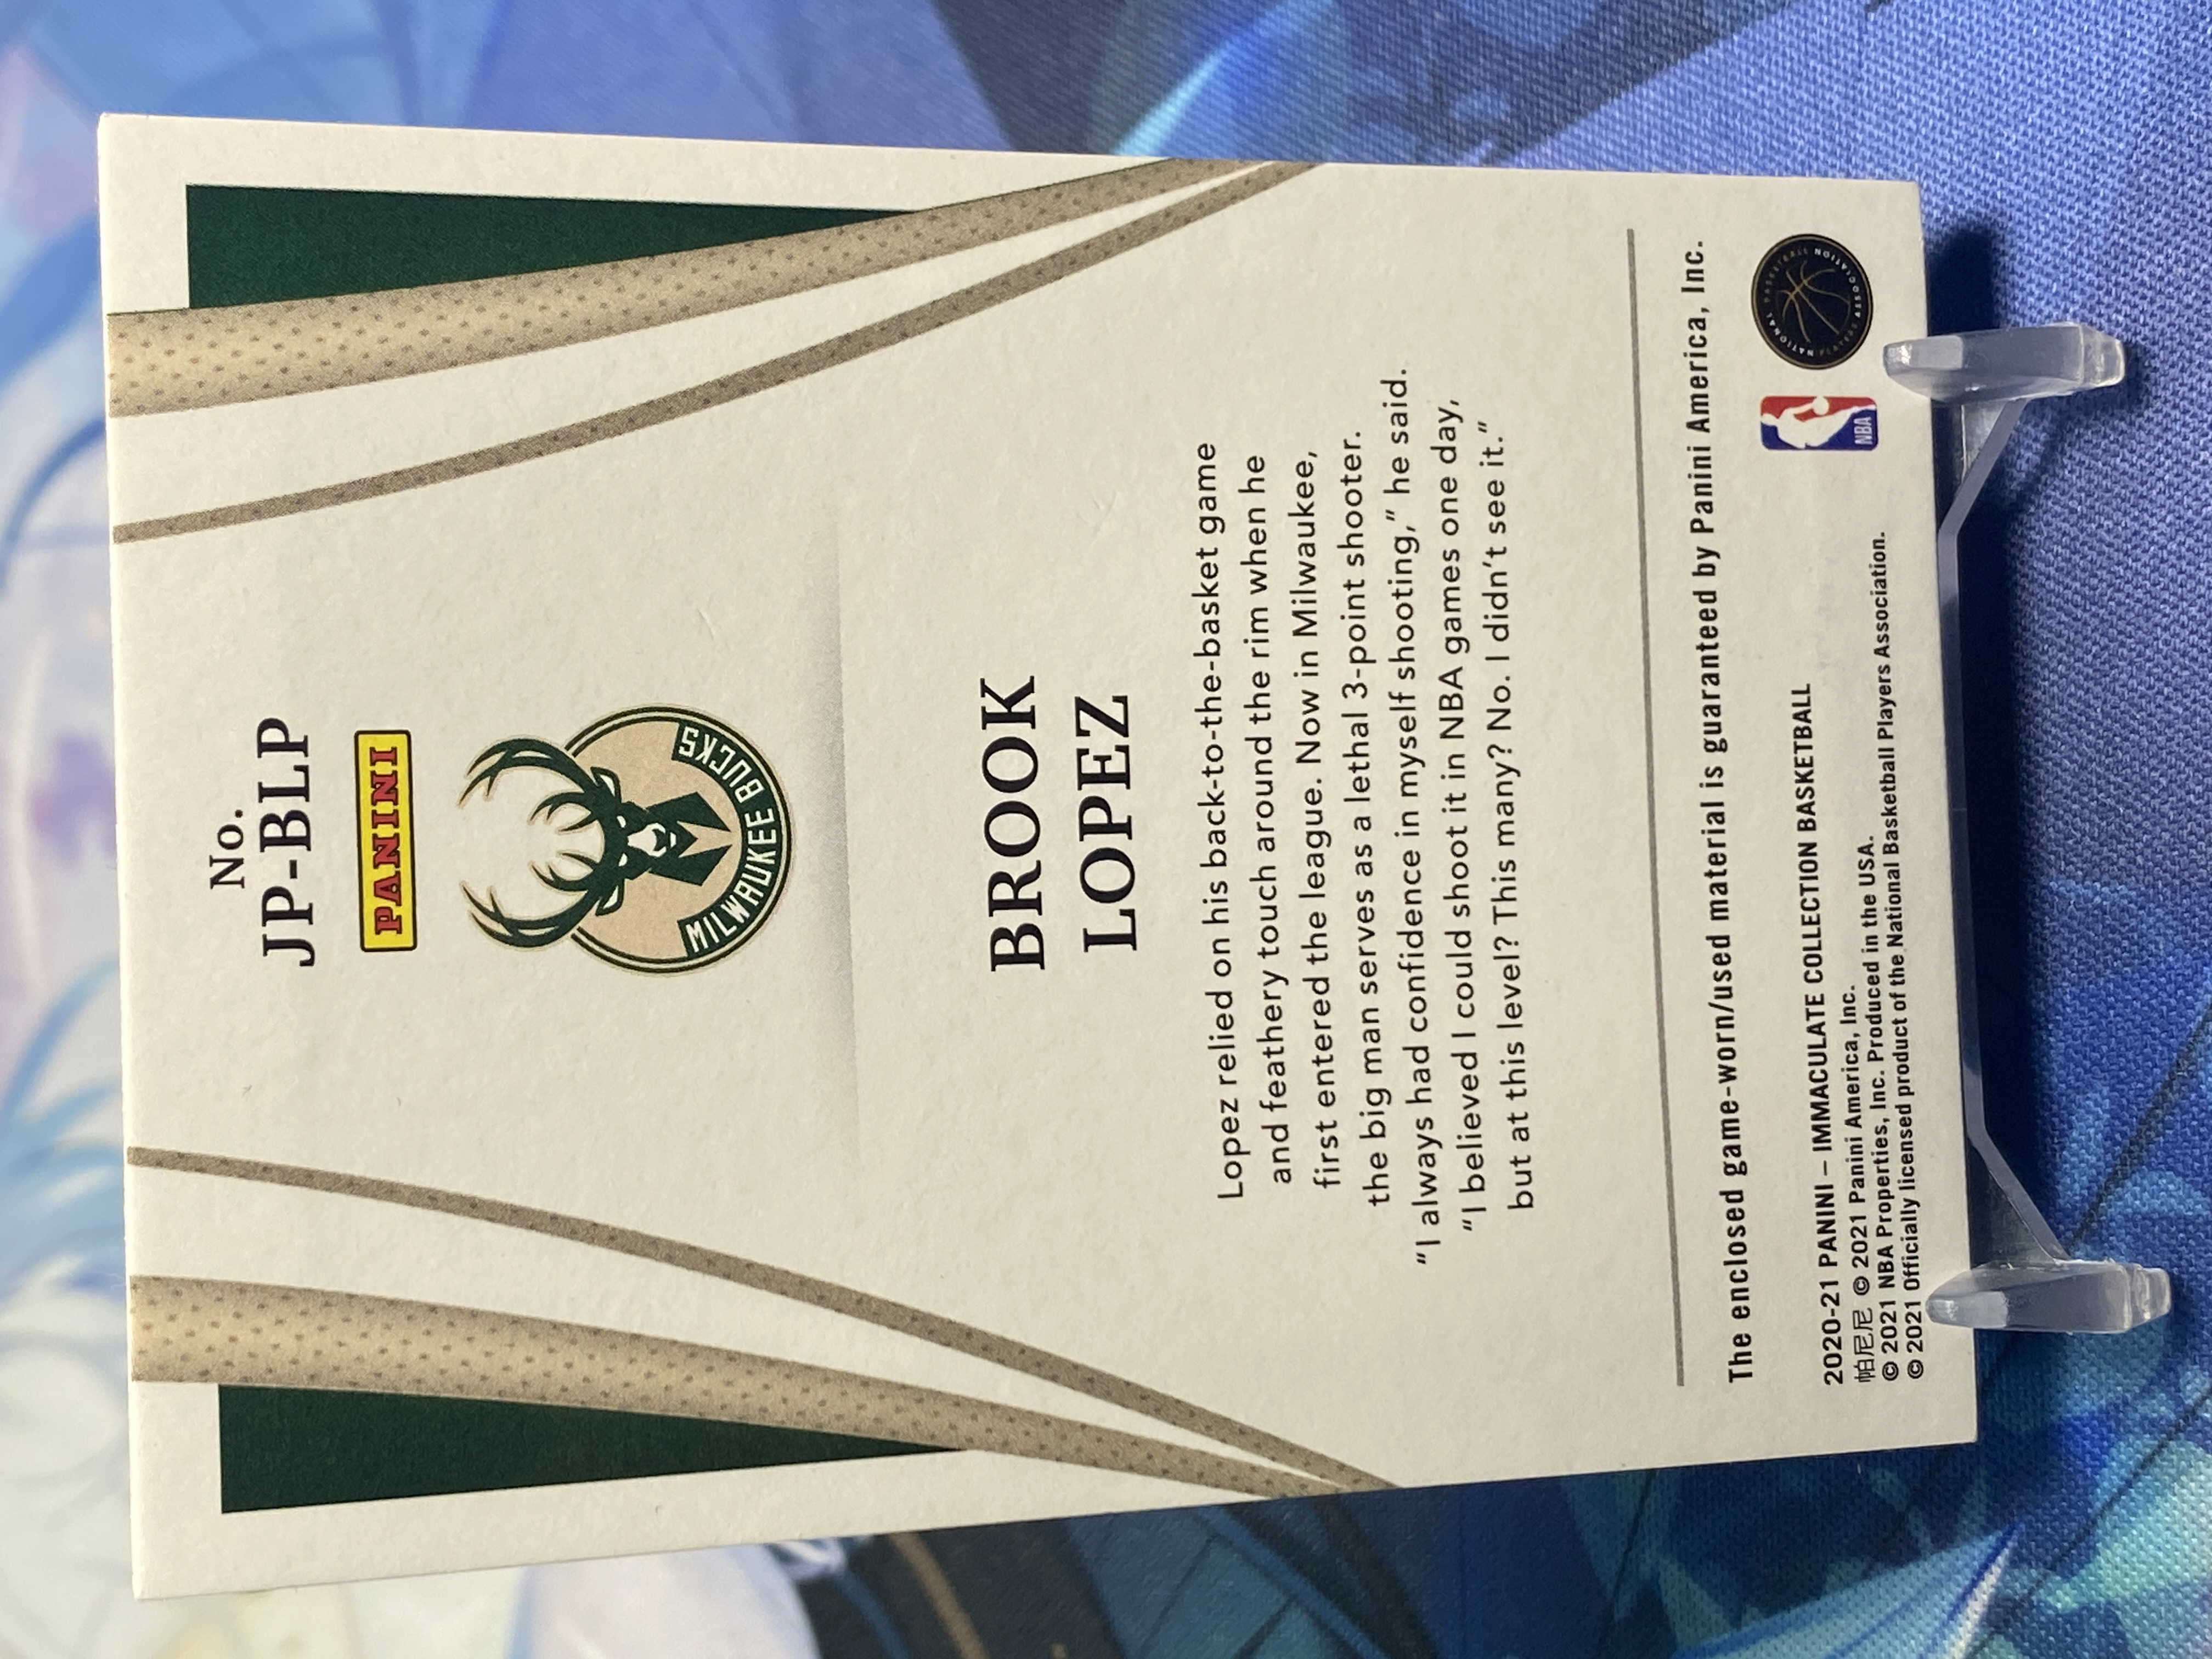 No.
JP-BLP
PANINI
MILWAUKEE BUCKS
BROOK
LOPEZ
Lopez relied on his back-to-the-basket game
and feathery touch around the rim when he
first entered the league. Now in Milwaukee,
the big man serves as a lethal 3-point shooter.
“I always had confidence in myself shooting,” he said.
“I believed I could shoot it in NBA games one day,
but at this level? This many? No. I didn’t see it.”
The enclosed game-worn/used material is guaranteed by Panini America, Inc.
2020-21 PANINI – IMMACULATE COLLECTION BASKETBALL
帕尼尼 © 2021 Panini America, Inc.
© 2021 NBA Properties, Inc. Produced in the USA.
© 2021 Officially licensed product of the National Basketball Players Association.
NBA
NATIONAL BASKETBALL PLAYERS ASSOCIATION